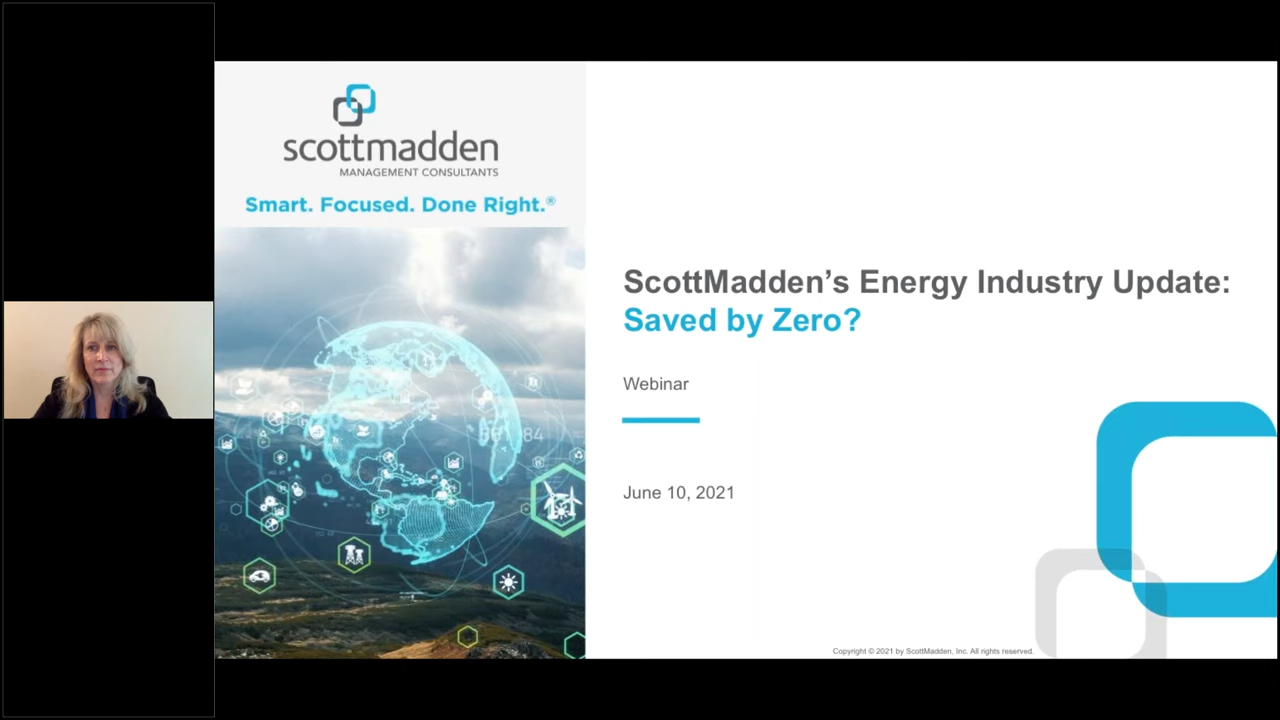 scottmadden
MANAGEMENT CONSULTANTS
Smart. Focused. Done Right.®
ScottMadden’s Energy Industry Update:
Saved by Zero?
Webinar
June 10, 2021
Copyright © 2021 by ScottMadden, Inc. All rights reserved.